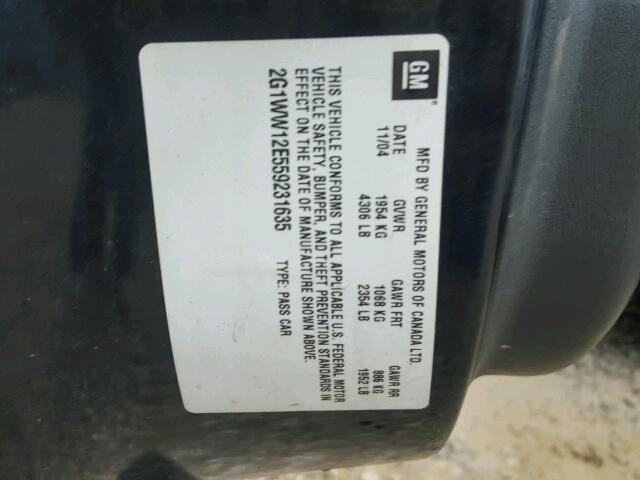 GM®
MFD BY GENERAL MOTORS OF CANADA LTD.
DATE GVWR GAWR FRT GAWR RR
11/04 1954 KG 1068 KG 886 KG
4306 LB 2354 LB 1952 LB
THIS VEHICLE CONFORMS TO ALL APPLICABLE U.S. FEDERAL MOTOR
VEHICLE SAFETY, BUMPER, AND THEFT PREVENTION STANDARDS IN
EFFECT ON THE DATE OF MANUFACTURE SHOWN ABOVE.
2G1WW12E559231635 TYPE: PASS CAR